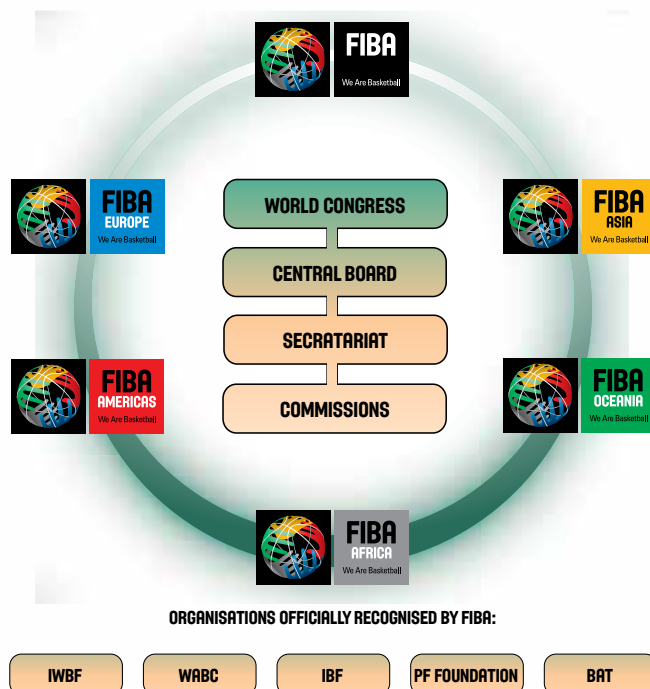 FIBA
We Are Basketball
FIBA
EUROPE
We Are Basketball
FIBA
ASIA
We Are Basketball
WORLD CONGRESS
CENTRAL BOARD
SECRATARIAT
COMMISSIONS
FIBA
AMERICAS
We Are Basketball
FIBA
OCEANIA
We Are Basketball
FIBA
AFRICA
We Are Basketball
ORGANISATIONS OFFICIALLY RECOGNISED BY FIBA:
IWBF
WABC
IBF
PF FOUNDATION
BAT